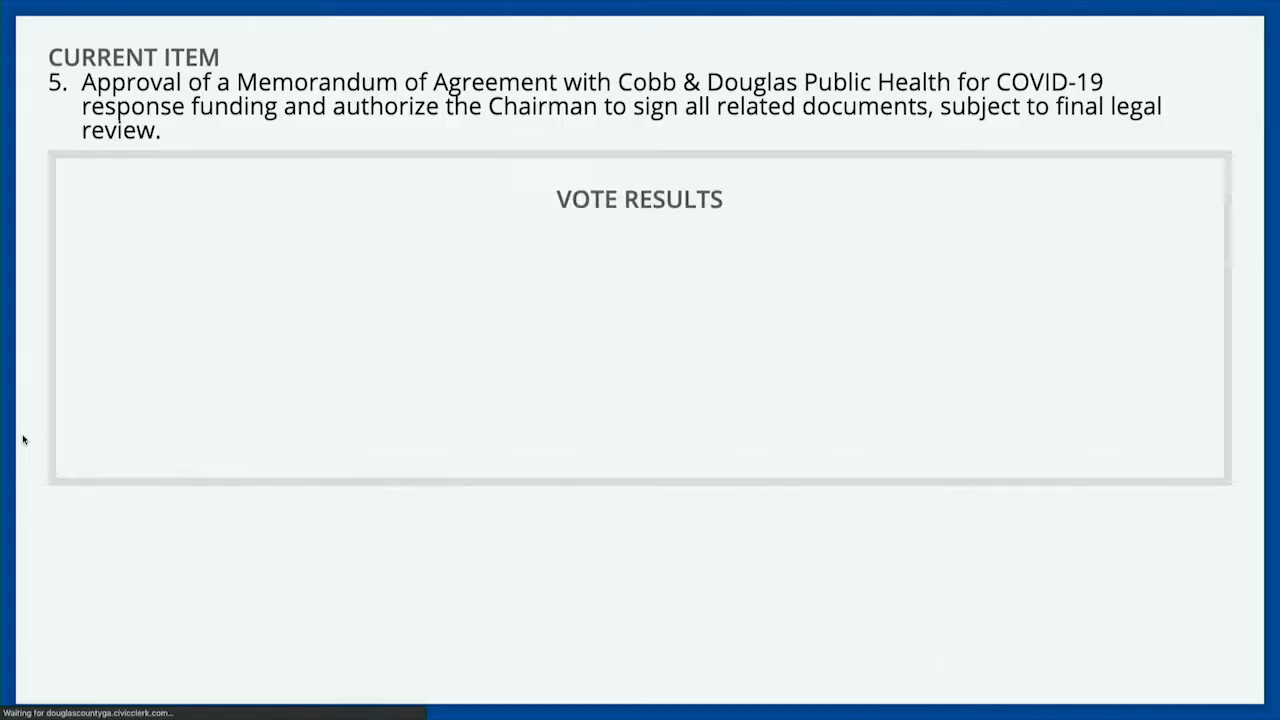 CURRENT ITEM
5. Approval of a Memorandum of Agreement with Cobb & Douglas Public Health for COVID-19
response funding and authorize the Chairman to sign all related documents, subject to final legal
review.
VOTE RESULTS
Waiting for douglascountyga.civicclerk.com...